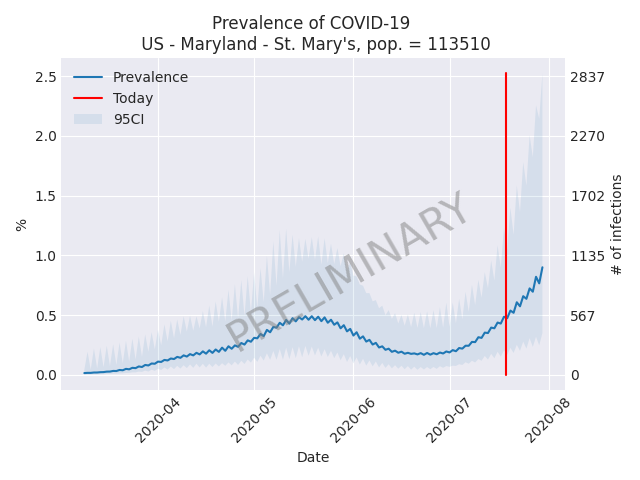 Prevalence of COVID-19
US - Maryland - St. Mary's, pop. = 113510
Prevalence
Today
95CI
2.5
2.0
1.5
1.0
0.5
0.0
%
2837
2270
1702
1135
567
0
# of infections
PRELIMINARY
2020-04
2020-05
2020-06
2020-07
2020-08
Date